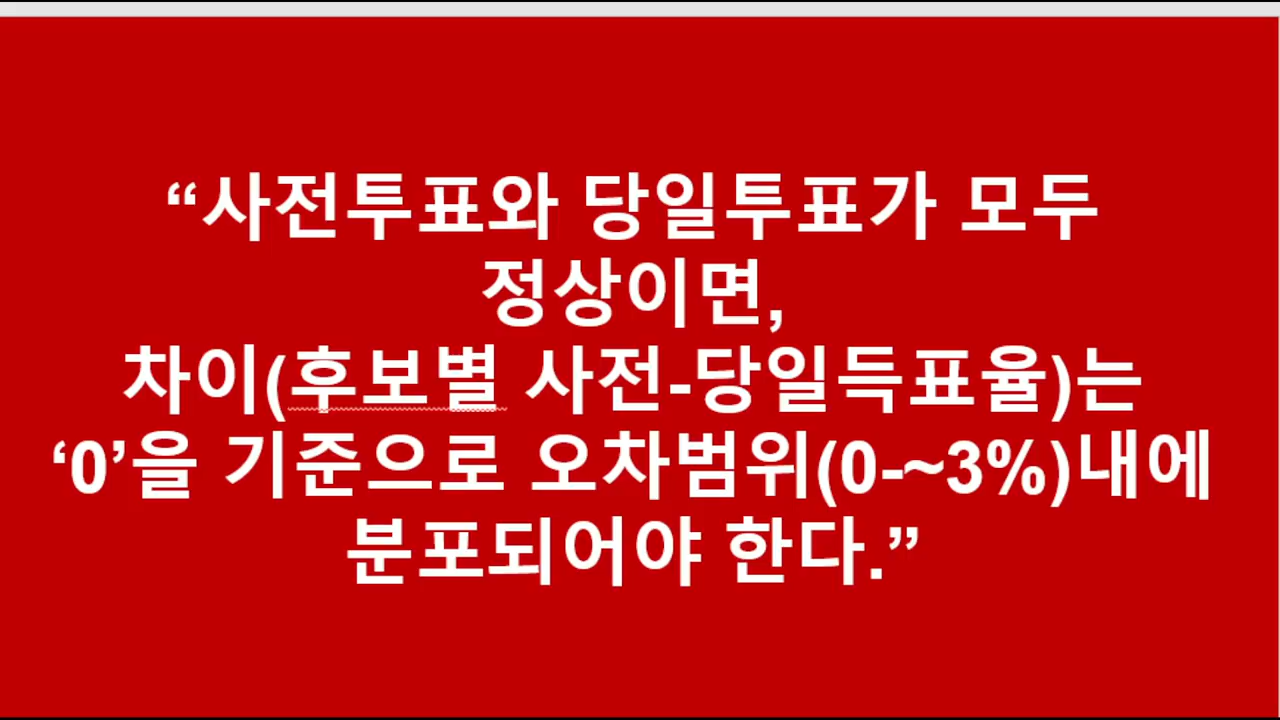 “사전투표와 당일투표가 모두
정상이면,
차이(후보별 사전-당일득표율)는
‘0’을 기준으로 오차범위(0-~3%)내에
분포되어야 한다.”